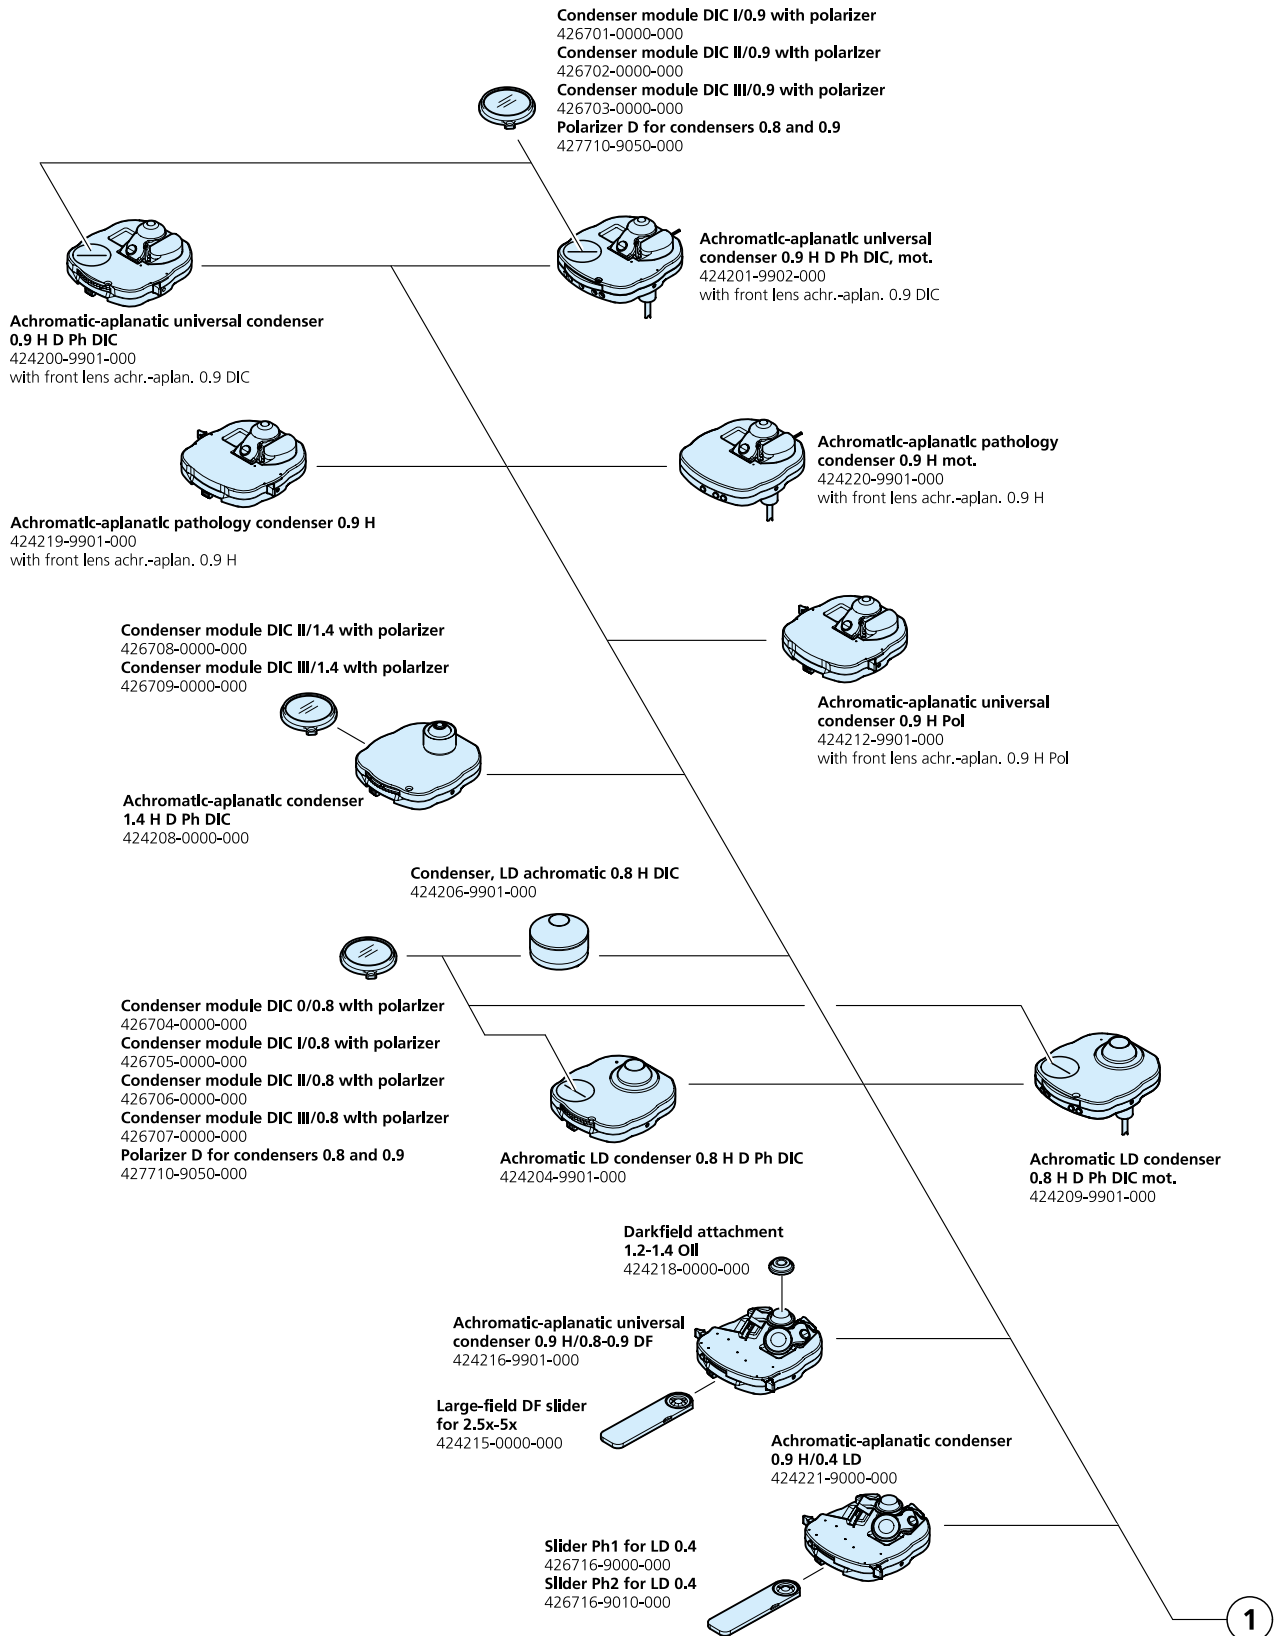 Condenser module DIC I/0.9 with polarizer
426701-0000-000
Condenser module DIC II/0.9 with polarizer
426702-0000-000
Condenser module DIC III/0.9 with polarizer
426703-0000-000
Polarizer D for condensers 0.8 and 0.9
427710-9050-000
Achromatic-aplanatic universal
condenser 0.9 H D Ph DIC, mot.
424201-9902-000
with front lens achr.-aplan. 0.9 DIC
Achromatic-aplanatic universal condenser
0.9 H D Ph DIC
424200-9901-000
with front lens achr.-aplan. 0.9 DIC
Achromatic-aplanatic pathology
condenser 0.9 H mot.
424220-9901-000
with front lens achr.-aplan. 0.9 H
Achromatic-aplanatic pathology condenser 0.9 H
424219-9901-000
with front lens achr.-aplan. 0.9 H
Condenser module DIC II/1.4 with polarizer
426708-0000-000
Condenser module DIC III/1.4 with polarizer
426709-0000-000
Achromatic-aplanatic universal
condenser 0.9 H Pol
424212-9901-000
with front lens achr.-aplan. 0.9 H Pol
Achromatic-aplanatic condenser
1.4 H D Ph DIC
424208-0000-000
Condenser, LD achromatic 0.8 H DIC
424206-9901-000
Condenser module DIC 0/0.8 with polarizer
426704-0000-000
Condenser module DIC I/0.8 with polarizer
426705-0000-000
Condenser module DIC II/0.8 with polarizer
426706-0000-000
Condenser module DIC III/0.8 with polarizer
426707-0000-000
Polarizer D for condensers 0.8 and 0.9
427710-9050-000
Achromatic LD condenser 0.8 H D Ph DIC
424204-9901-000
Achromatic LD condenser
0.8 H D Ph DIC mot.
424209-9901-000
Darkfield attachment
1.2-1.4 Oil
424218-0000-000
Achromatic-aplanatic universal
condenser 0.9 H/0.8-0.9 DF
424216-9901-000
Large-field DF slider
for 2.5x-5x
424215-0000-000
Achromatic-aplanatic condenser
0.9 H/0.4 LD
424221-9000-000
Slider Ph1 for LD 0.4
426716-9000-000
Slider Ph2 for LD 0.4
426716-9010-000
1